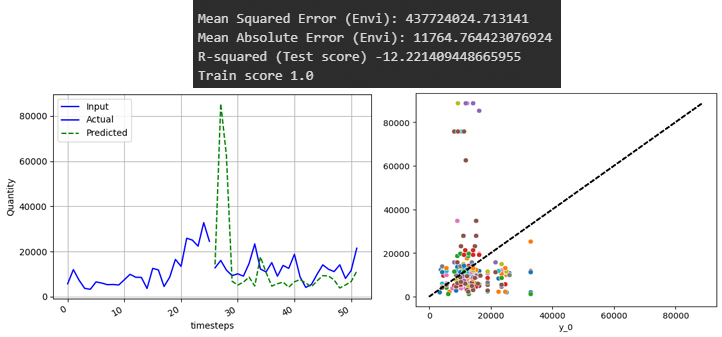 Mean Squared Error (Envi): 437724024.713141
Mean Absolute Error (Envi): 11764.764423076924
R-squared (Test score) -12.221409448665955
Train score 1.0
Input
Actual
Predicted
Quantity
80000
60000
40000
20000
0
0
10
20
30
40
50
timesteps
80000
60000
40000
20000
0
0
20000
40000
60000
80000
y_0